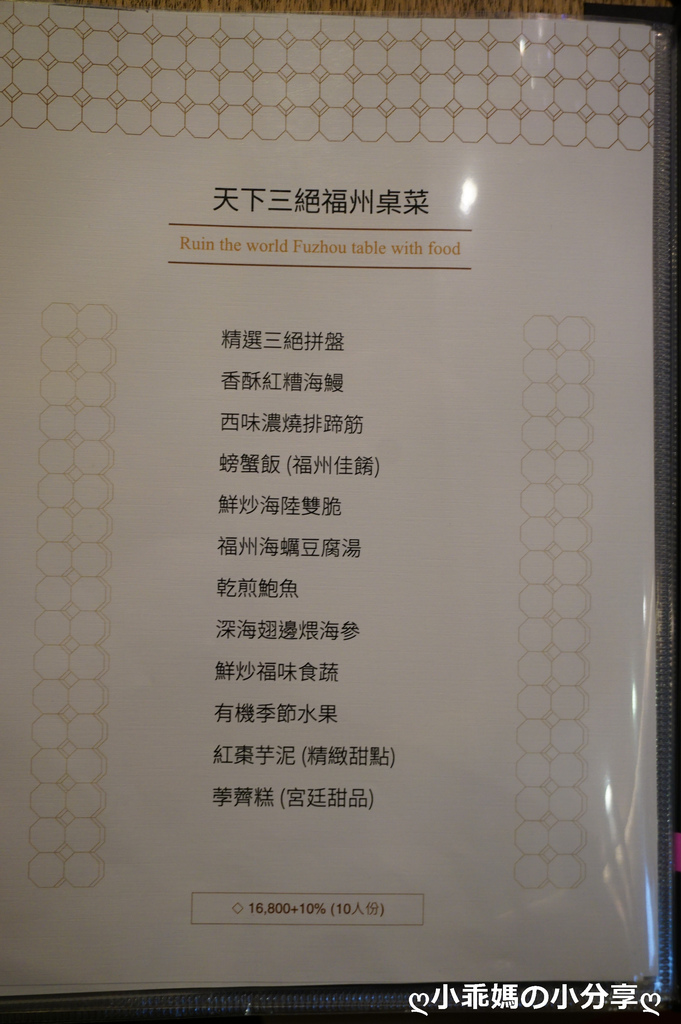 天下三絕福州桌菜
Ruin the world Fuzhou table with food
精選三絕拼盤
香酥紅糟海鰻
西味濃燒排蹄筋
螃蟹飯 (福州佳餚)
鮮炒海陸雙脆
福州海蠣豆腐湯
乾煎鮑魚
深海翅邊煨海參
鮮炒福味食蔬
有機季節水果
紅棗芋泥 (精緻甜點)
荸薺糕 (宮廷甜品)
◇ 16,800+10% (10人份)
ღ小乖媽の小分享ღ